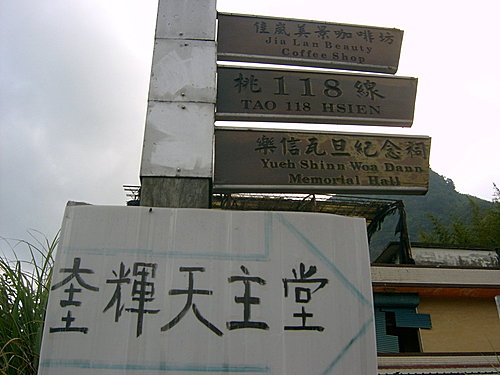 佳嵐美景咖啡坊
Jia Lan Beauty
Coffee Shop
桃118線
TAO 118 HSIEN
樂信瓦旦紀念祠
Yueh Shinn Woa Dann
Memorial Hall
奎輝天主堂